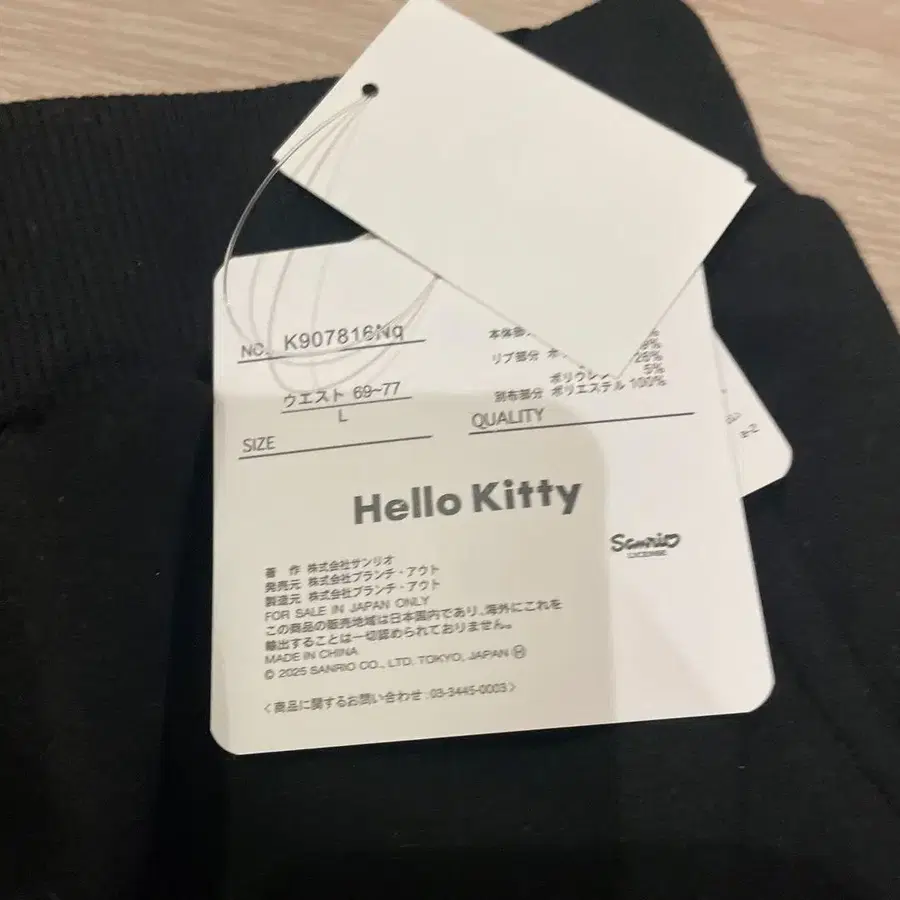 NO. K907816Nq
ウエスト 69~77
L
SIZE
本体部
%
リブ部分
25%
ポリウレ
5%
別布部分 ポリエステル 100%
QUALITY
Hello Kitty
Sanrio
LICENSE
著 作 株式会社サンリオ
発売元 株式会社ブランチ・アウト
製造元 株式会社ブランチ・アウト
FOR SALE IN JAPAN ONLY
この商品の販売地域は日本国内であり、海外にこれを
輸出することは一切認められておりません。
MADE IN CHINA
© 2025 SANRIO CO., LTD. TOKYO, JAPAN Ⓗ
〈商品に関するお問い合わせ：03-3445-0003〉
a-2